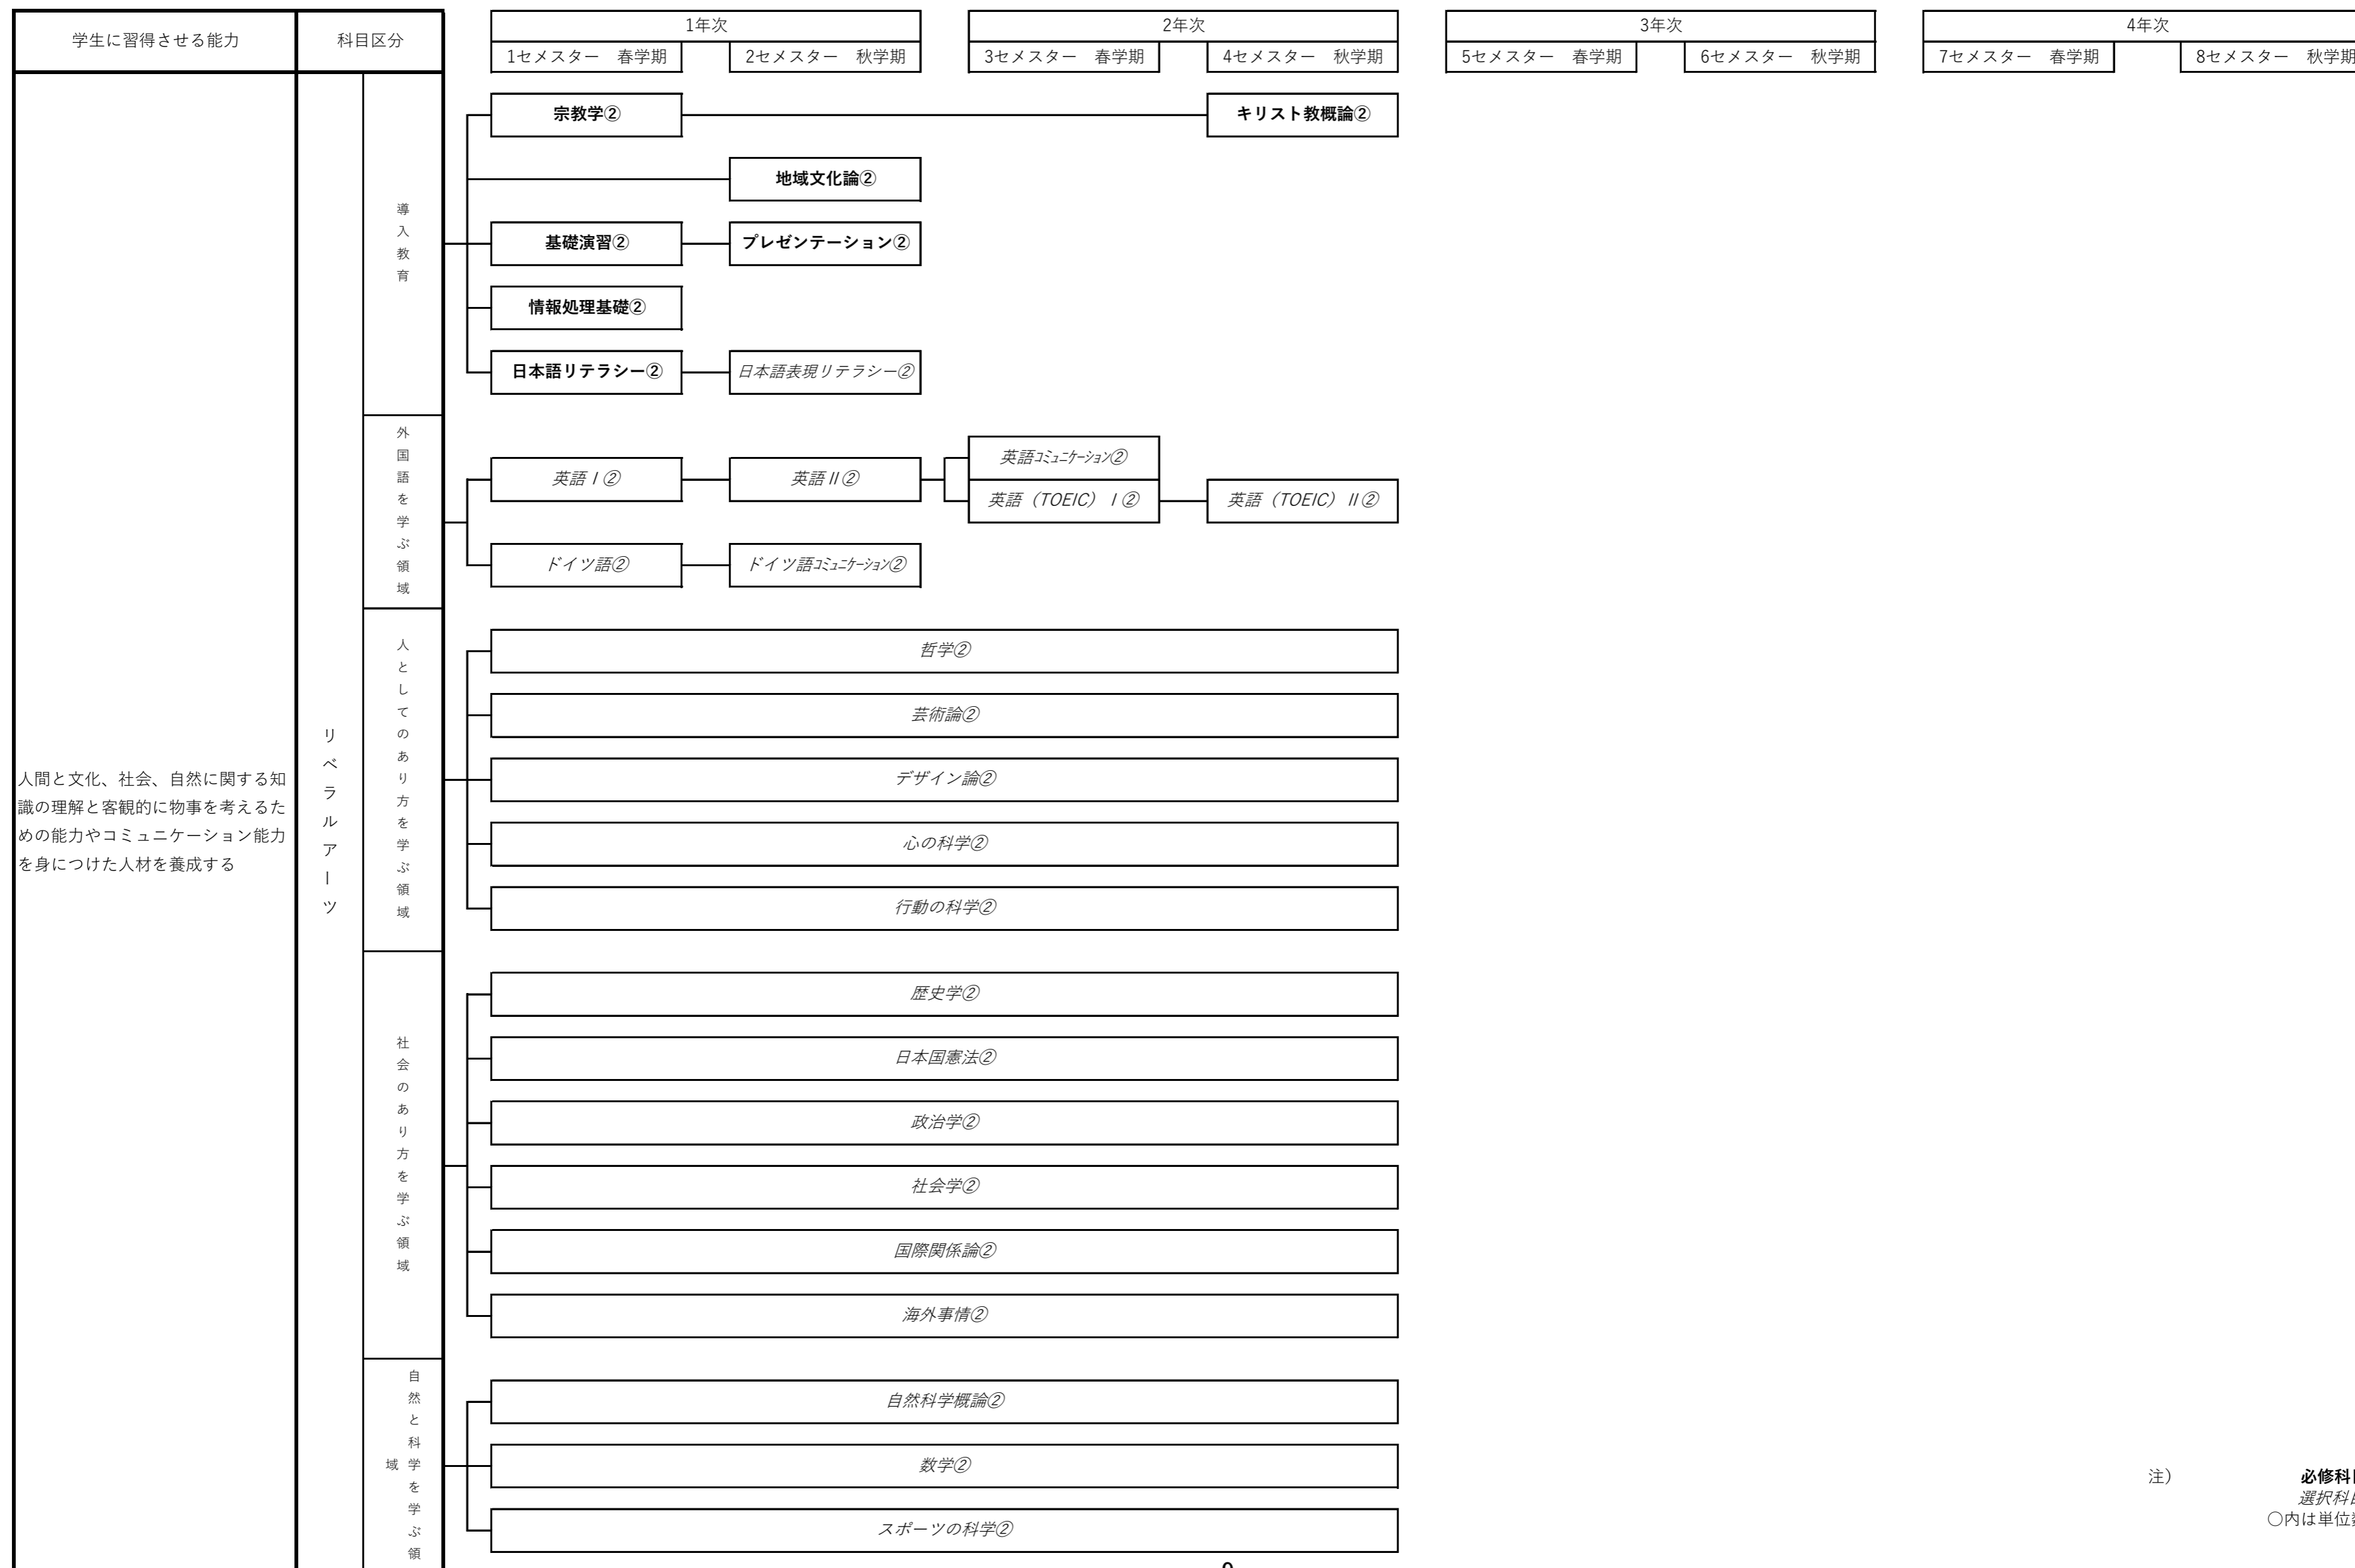 学生に習得させる能力
科目区分
1年次
2年次
3年次
4年次
1セメスター　春学期
2セメスター　秋学期
3セメスター　春学期
4セメスター　秋学期
5セメスター　春学期
6セメスター　秋学期
7セメスター　春学期
8セメスター　秋学期
人間と文化、社会、自然に関する知
識の理解と客観的に物事を考えるた
めの能力やコミュニケーション能力
を身につけた人材を養成する
リベラルアーツ
導入教育
宗教学②
キリスト教概論②
地域文化論②
基礎演習②
プレゼンテーション②
情報処理基礎②
日本語リテラシー②
日本語表現リテラシー②
外国語を学ぶ領域
英語Ⅰ②
英語Ⅱ②
英語ｺﾐｭﾆｹｰｼｮﾝ②
英語（TOEIC）Ⅰ②
英語（TOEIC）Ⅱ②
ドイツ語②
ドイツ語ｺﾐｭﾆｹｰｼｮﾝ②
人としてのあり方を学ぶ領域
哲学②
芸術論②
デザイン論②
心の科学②
行動の科学②
社会のあり方を学ぶ領域
歴史学②
日本国憲法②
政治学②
社会学②
国際関係論②
海外事情②
自然と科学を学ぶ領
域
自然科学概論②
数学②
スポーツの科学②
注）
必修科
選択科
○内は単位